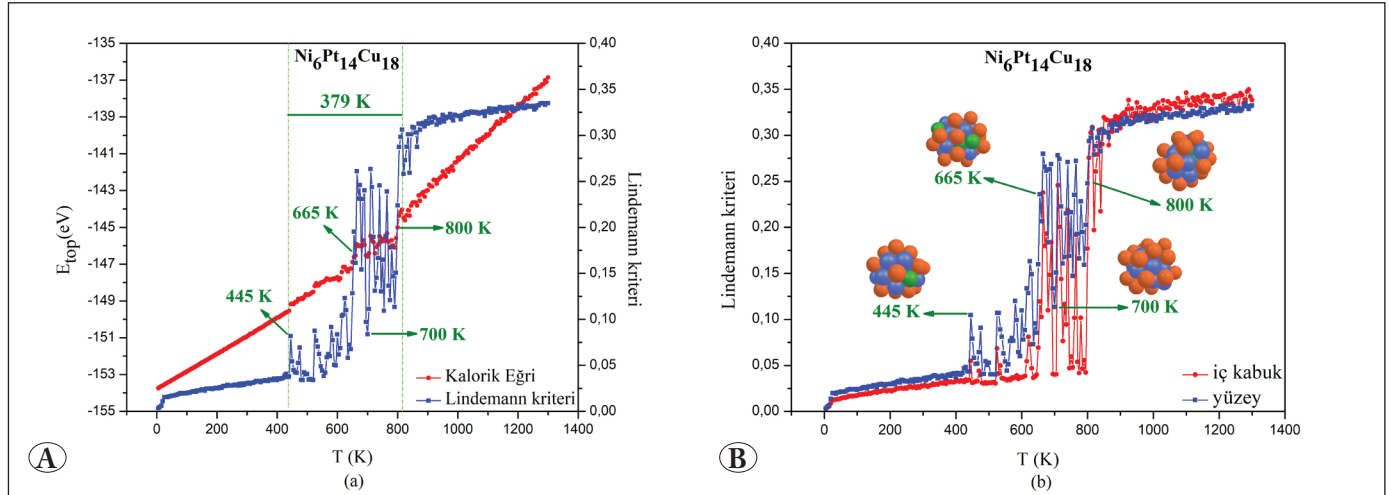 Ni6Pt14Cu18
-135
-137
-139
-141
-143
-144
-146
-148
-149
-151
-153
-155
E_top(eV)
0,40
0,35
0,30
0,25
0,20
0,15
0,10
0,05
0,00
Lindemann kriteri
379 K
665 K
445 K
800 K
700 K
Kalorik Eğri
Lindemann kriteri
0
200
400
600
800
1000
1200
1400
T (K)
(a)
A
Ni6Pt14Cu18
0,40
0,35
0,30
0,25
0,20
0,15
0,10
0,05
0,00
Lindemann kriteri
665 K
445 K
800 K
700 K
iç kabuk
yüzey
0
200
400
600
800
1000
1200
1400
T (K)
(b)
B